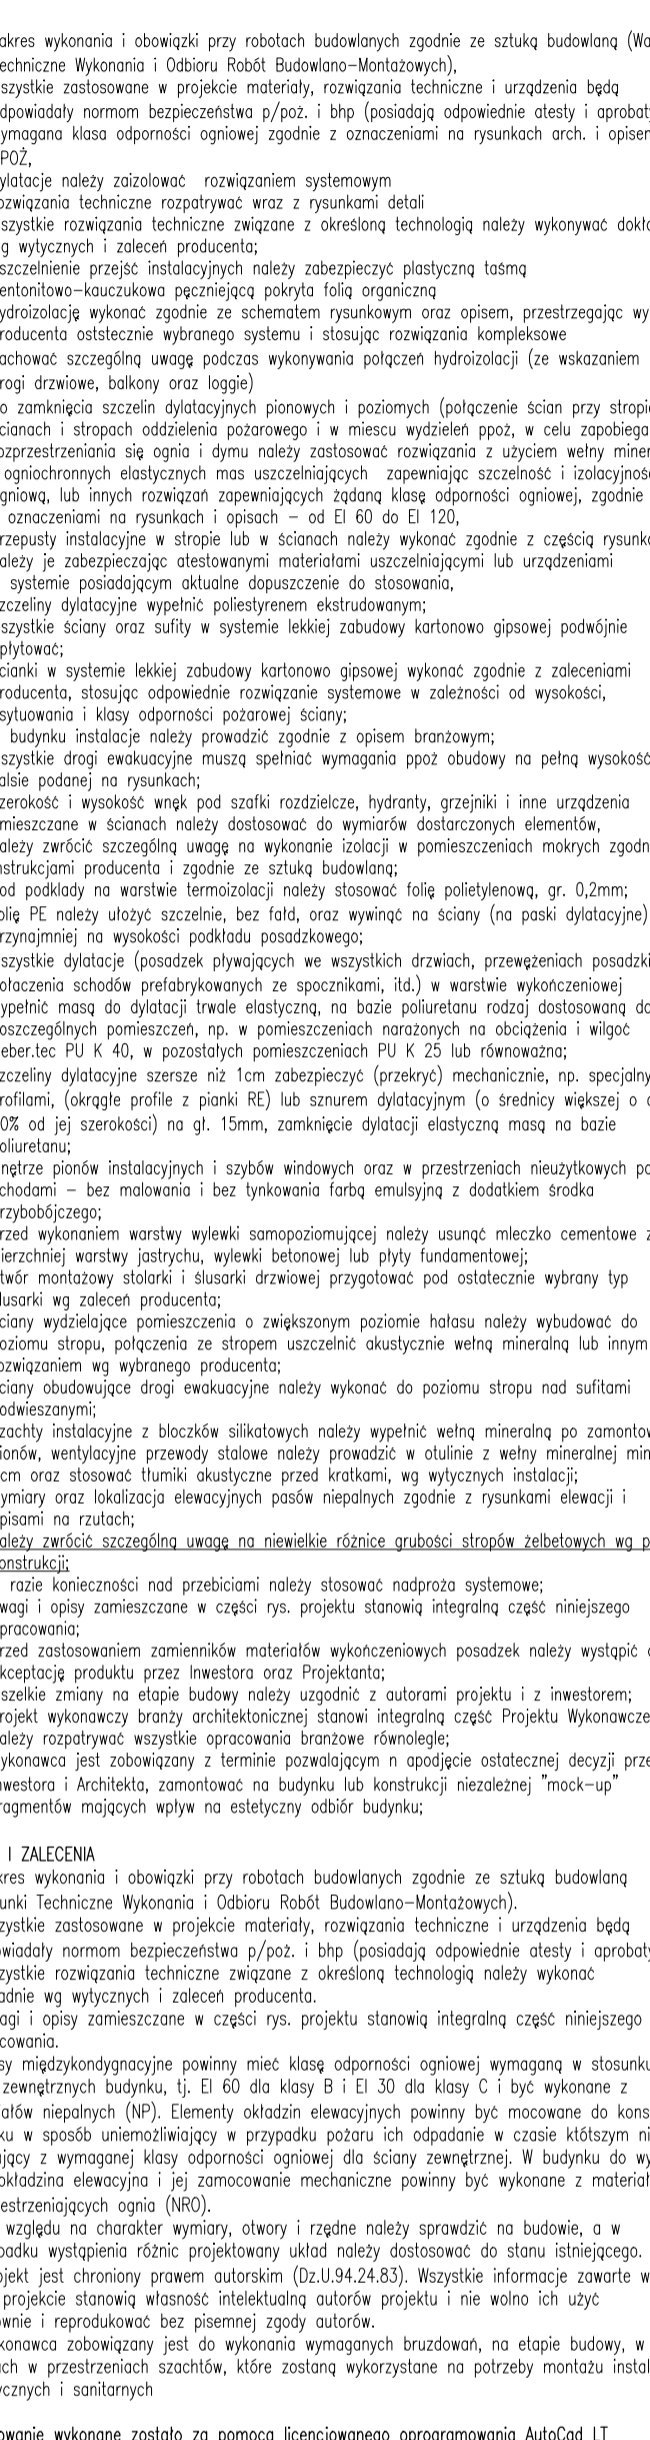 akres wykonania i obowiązki przy robotach budowlanych zgodnie ze sztuką budowlaną (Wa
echniczne Wykonania i Odbioru Robót Budowlano-Montażowych),
szystkie zastosowane w projekcie materiały, rozwiązania techniczne i urządzenia będą
dpowiadały normom bezpieczeństwa p/poż. i bhp (posiadają odpowiednie atesty i aprobaty
ymagana klasa odporności ogniowej zgodnie z oznaczeniami na rysunkach arch. i opisem
POŻ,
ylatacje należy zaizolować rozwiązaniem systemowym
ozwiązania techniczne rozpatrywać wraz z rysunkami detali
szystkie rozwiązania techniczne związane z określoną technologią należy wykonywać dokła
g wytycznych i zaleceń producenta;
szczelnienie przejść instalacyjnych należy zabezpieczyć plastyczną taśmą
entonitowo-kauczukowa pęczniejącą pokryta folią organiczną
ydroizolację wykonać zgodnie ze schematem rysunkowym oraz opisem, przestrzegając wy
roducenta oststecznie wybranego systemu i stosując rozwiązania kompleksowe
achować szczególną uwagę podczas wykonywania połączeń hydroizolacji (ze wskazaniem
rogi drzwiowe, balkony oraz loggie)
o zamknięcia szczelin dylatacyjnych pionowych i poziomych (połączenie ścian przy stropie
cianach i stropach oddzielenia pożarowego i w miescu wydzieleń ppoż, w celu zapobiega
ozprzestrzeniania się ognia i dymu należy zastosować rozwiązania z użyciem wełny miner
ogniochronnych elastycznych mas uszczelniających zapewniając szczelność i izolacyjność
gniową, lub innych rozwiązań zapewniających żądaną klasę odporności ogniowej, zgodnie
oznaczeniami na rysunkach i opisach - od EI 60 do EI 120,
rzepusty instalacyjne w stropie lub w ścianach należy wykonać zgodnie z częścią rysunko
ależy je zabezpieczając atestowanymi materiałami uszczelniającymi lub urządzeniami
systemie posiadającym aktualne dopuszczenie do stosowania,
zczeliny dylatacyjne wypełnić poliestyrenem ekstrudowanym;
szystkie ściany oraz sufity w systemie lekkiej zabudowy kartonowo gipsowej podwójnie
płytować;
cianki w systemie lekkiej zabudowy kartonowo gipsowej wykonać zgodnie z zaleceniami
roducenta, stosując odpowiednie rozwiązanie systemowe w zależności od wysokości,
sytuowania i klasy odporności pożarowej ściany;
budynku instalacje należy prowadzić zgodnie z opisem branżowym;
szystkie drogi ewakuacyjne muszą spełniać wymagania ppoż obudowy na pełną wysokość
alsie podanej na rysunkach;
zerokość i wysokość wnęk pod szafki rozdzielcze, hydranty, grzejniki i inne urządzenia
mieszczane w ścianach należy dostosować do wymiarów dostarczonych elementów,
ależy zwrócić szczególną uwagę na wykonanie izolacji w pomieszczeniach mokrych zgodn
nstrukcjami producenta i zgodnie ze sztuką budowlaną;
od podkłady na warstwie termoizolacji należy stosować folię polietylenową, gr. 0,2mm;
olię PE należy ułożyć szczelnie, bez fałd, oraz wywinąć na ściany (na paski dylatacyjne)
rzynajmniej na wysokości podkładu posadzkowego;
szystkie dylatacje (posadzek pływających we wszystkich drzwiach, przewężeniach posadzki
ołaczenia schodów prefabrykowanych ze spocznikami, itd.) w warstwie wykończeniowej
ypełnić masą do dylatacji trwale elastyczną, na bazie poliuretanu rodzaj dostosowaną do
oszczególnych pomieszczeń, np. w pomieszczeniach narażonych na obciążenia i wilgoć
eber.tec PU K 40, w pozostałych pomieszczeniach PU K 25 lub równoważna;
zczeliny dylatacyjne szersze niż 1cm zabezpieczyć (przekryć) mechanicznie, np. specjalny
rofilami, (okrągłe profile z pianki RE) lub sznurem dylatacyjnym (o średnicy większej o o
0% od jej szerokości) na gł. 15mm, zamknięcie dylatacji elastyczną masą na bazie
oliuretanu;
nętrze pionów instalacyjnych i szybów windowych oraz w przestrzeniach nieużytkowych po
chodami - bez malowania i bez tynkowania farbą emulsyjną z dodatkiem środka
rzybobójczego;
rzed wykonaniem warstwy wylewki samopoziomującej należy usunąć mleczko cementowe z
ierzchniej warstwy jastrychu, wylewki betonowej lub płyty fundamentowej;
twór montażowy stolarki i ślusarki drzwiowej przygotować pod ostatecznie wybrany typ
lusarki wg zaleceń producenta;
ciany wydzielające pomieszczenia o zwiększonym poziomie hałasu należy wybudować do
oziomu stropu, połączenia ze stropem uszczelnić akustycznie wełną mineralną lub innym
ozwiązaniem wg wybranego producenta;
ciany obudowujące drogi ewakuacyjne należy wykonać do poziomu stropu nad sufitami
odwieszanymi;
zachty instalacyjne z bloczków silikatowych należy wypełnić wełną mineralną po zamontow
ionów, wentylacyjne przewody stalowe należy prowadzić w otulinie z wełny mineralnej min
cm oraz stosować tłumiki akustyczne przed kratkami, wg wytycznych instalacji;
ymiary oraz lokalizacja elewacyjnych pasów niepalnych zgodnie z rysunkami elewacji i
pisami na rzutach;
ależy zwrócić szczególną uwagę na niewielkie różnice grubości stropów żelbetowych wg p
onstrukcji;
razie konieczności nad przebiciami należy stosować nadproża systemowe;
wagi i opisy zamieszczane w części rys. projektu stanowią integralną część niniejszego
pracowania;
rzed zastosowaniem zamienników materiałów wykończeniowych posadzek należy wystąpić o
kceptację produktu przez Inwestora oraz Projektanta;
szelkie zmiany na etapie budowy należy uzgodnić z autorami projektu i z inwestorem;
rojekt wykonawczy branży architektonicznej stanowi integralną część Projektu Wykonawcze
ależy rozpatrywać wszystkie opracowania branżowe równolegle;
ykonawca jest zobowiązany z terminie pozwalającym n apodjęcie ostatecznej decyzji prze
nwestora i Architekta, zamontować na budynku lub konstrukcji niezależnej "mock-up"
ragmentów mających wpływ na estetyczny odbiór budynku;
I ZALECENIA
kres wykonania i obowiązki przy robotach budowlanych zgodnie ze sztuką budowlaną
unki Techniczne Wykonania i Odbioru Robót Budowlano-Montażowych).
zystkie zastosowane w projekcie materiały, rozwiązania techniczne i urządzenia będą
owiadały normom bezpieczeństwa p/poż. i bhp (posiadają odpowiednie atesty i aprobaty
zystkie rozwiązania techniczne związane z określoną technologią należy wykonać
adnie wg wytycznych i zaleceń producenta.
agi i opisy zamieszczane w części rys. projektu stanowią integralną część niniejszego
cowania.
sy międzykondygnacyjne powinny mieć klasę odporności ogniowej wymaganą w stosunku
zewnętrznych budynku, tj. EI 60 dla klasy B i EI 30 dla klasy C i być wykonane z
iałów niepalnych (NP). Elementy okładzin elewacyjnych powinny być mocowane do kons
ku w sposób uniemożliwiający w przypadku pożaru ich odpadanie w czasie któtszym ni
ający z wymaganej klasy odporności ogniowej dla ściany zewnętrznej. W budynku do wy
okładzina elewacyjna i jej zamocowanie mechaniczne powinny być wykonane z materiał
estrzeniających ognia (NRO).
względu na charakter wymiary, otwory i rzędne należy sprawdzić na budowie, a w
padku wystąpienia różnic projektowany układ należy dostosować do stanu istniejącego.
ojekt jest chroniony prawem autorskim (Dz.U.94.24.83). Wszystkie informacje zawarte w
projekcie stanowią własność intelektualną autorów projektu i nie wolno ich użyć
ownie i reprodukować bez pisemnej zgody autorów.
konawca zobowiązany jest do wykonania wymaganych bruzdowań, na etapie budowy, w
ach w przestrzeniach szachtów, które zostaną wykorzystane na potrzeby montażu instal
ycznych i sanitarnych
owanie wykonane zostało za pomocą licencjowanego oprogramowania AutoCad LT